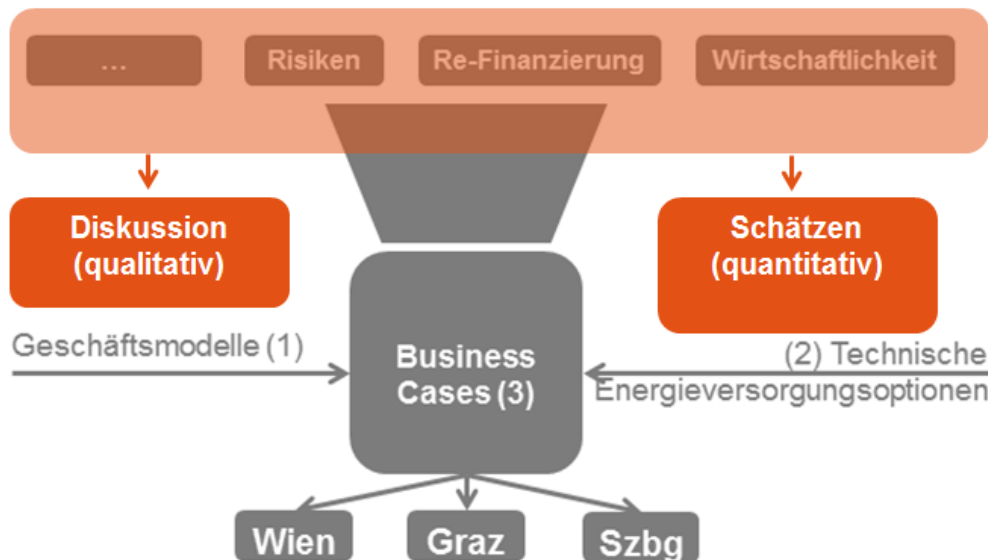 ...
Risiken
Re-Finanzierung
Wirtschaftlichkeit
Diskussion
(qualitativ)
Schätzen
(quantitativ)
Geschäftsmodelle (1)
Business
Cases (3)
(2) Technische
Energieversorgungsoptionen
Wien
Graz
Szbg